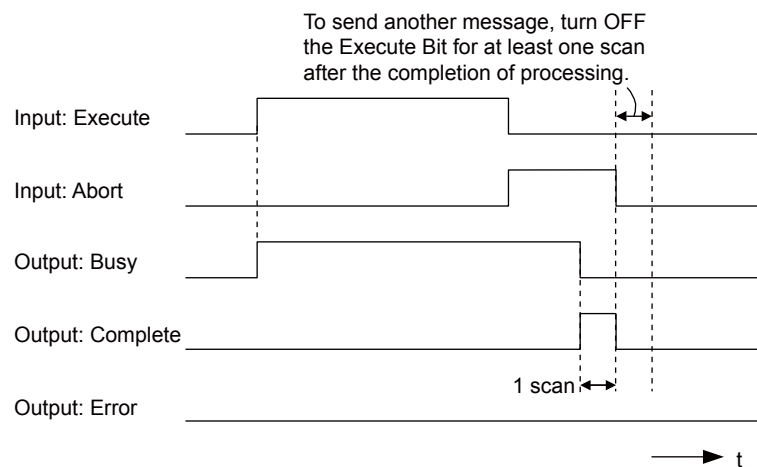 To send another message, turn OFF
the Execute Bit for at least one scan
after the completion of processing.
Input: Execute
Input: Abort
Output: Busy
Output: Complete
1 scan
Output: Error
t